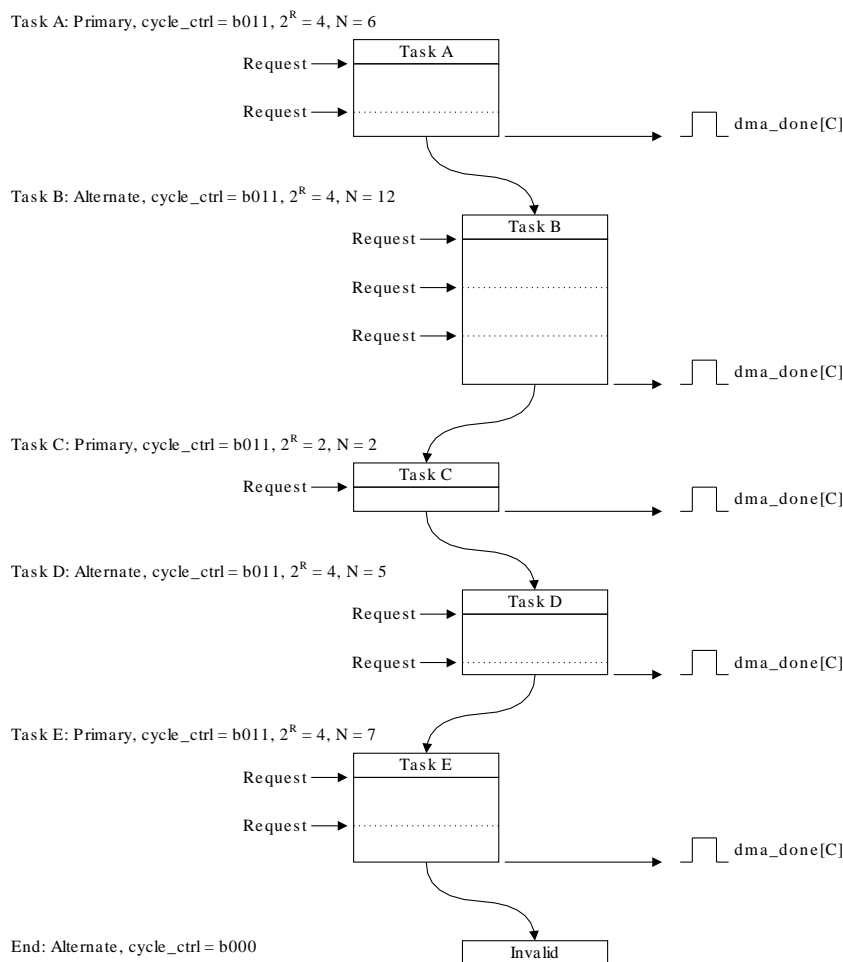 Task A: Primary, cycle_ctrl = b011, 2^R = 4, N = 6
Task A
Request
Request
dma_done[C]
Task B: Alternate, cycle_ctrl = b011, 2^R = 4, N = 12
Task B
Request
Request
Request
dma_done[C]
Task C: Primary, cycle_ctrl = b011, 2^R = 2, N = 2
Task C
Request
dma_done[C]
Task D: Alternate, cycle_ctrl = b011, 2^R = 4, N = 5
Task D
Request
Request
dma_done[C]
Task E: Primary, cycle_ctrl = b011, 2^R = 4, N = 7
Task E
Request
Request
dma_done[C]
End: Alternate, cycle_ctrl = b000
Invalid